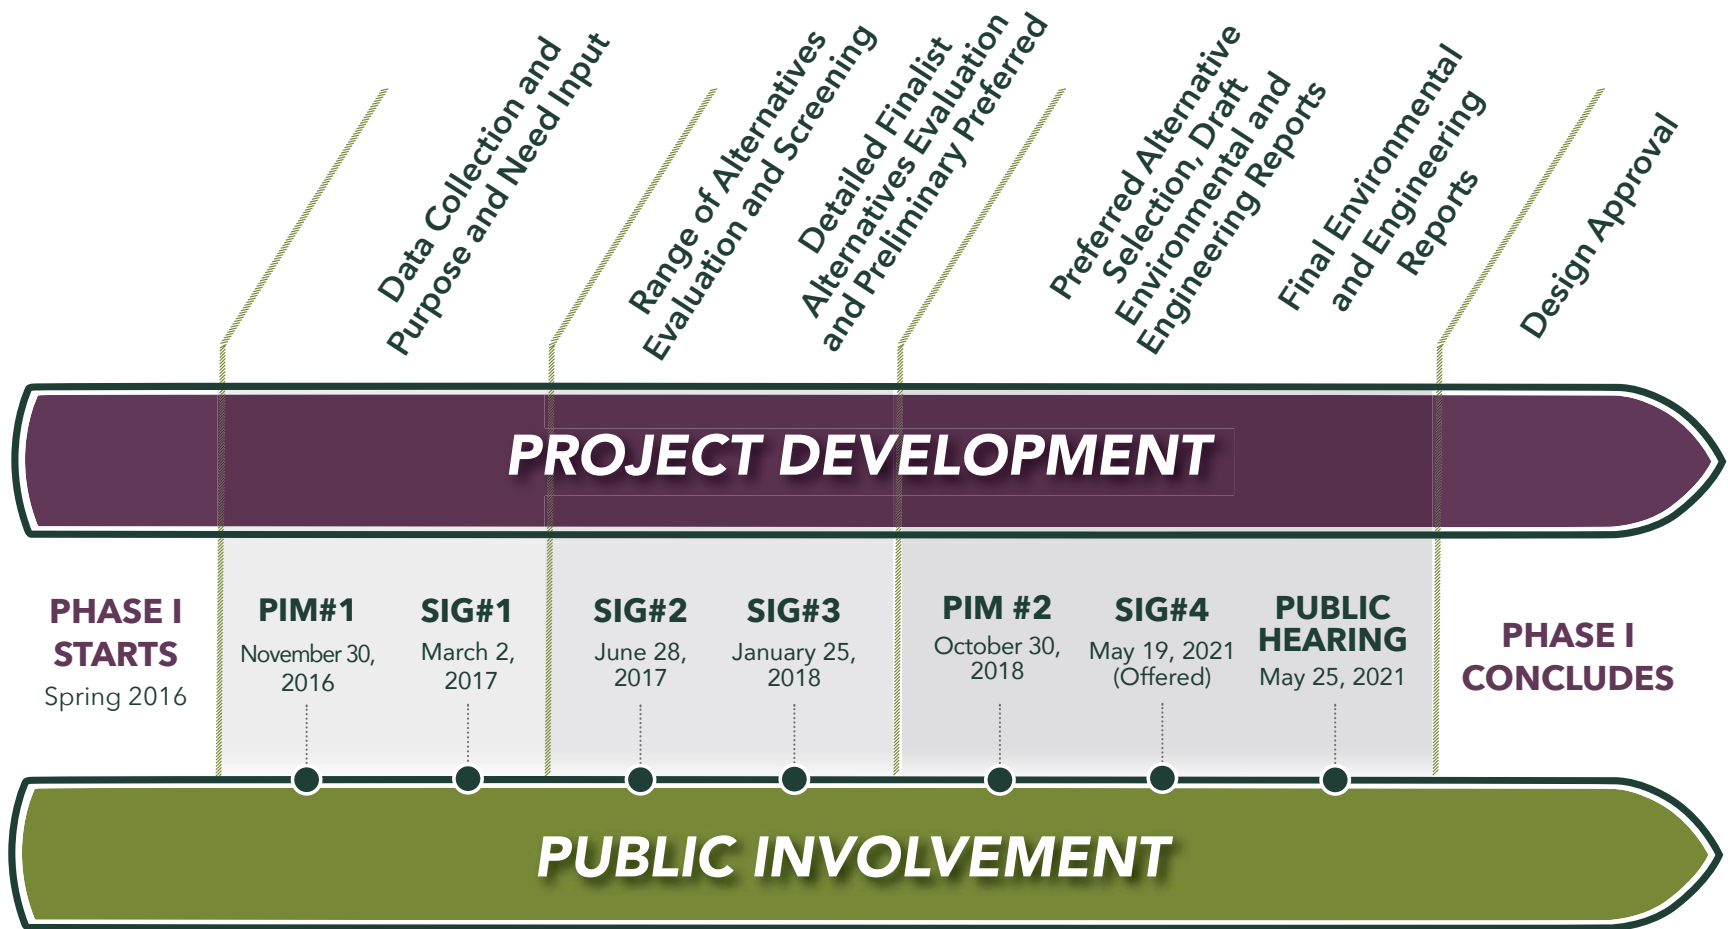 Data Collection and
Purpose and Need Input
Range of Alternatives
Evaluation and Screening
Detailed Finalist
Alternatives Evaluation
and Preliminary Preferred
Preferred Alternative
Selection, Draft
Environmental and
Engineering Reports
Final Environmental
and Engineering
Reports
Design Approval
PROJECT DEVELOPMENT
PHASE I
STARTS
Spring 2016
PIM#1
November 30,
2016
SIG#1
March 2,
2017
SIG#2
June 28,
2017
SIG#3
January 25,
2018
PIM #2
October 30,
2018
SIG#4
May 19, 2021
(Offered)
PUBLIC
HEARING
May 25, 2021
PHASE I
CONCLUDES
PUBLIC INVOLVEMENT